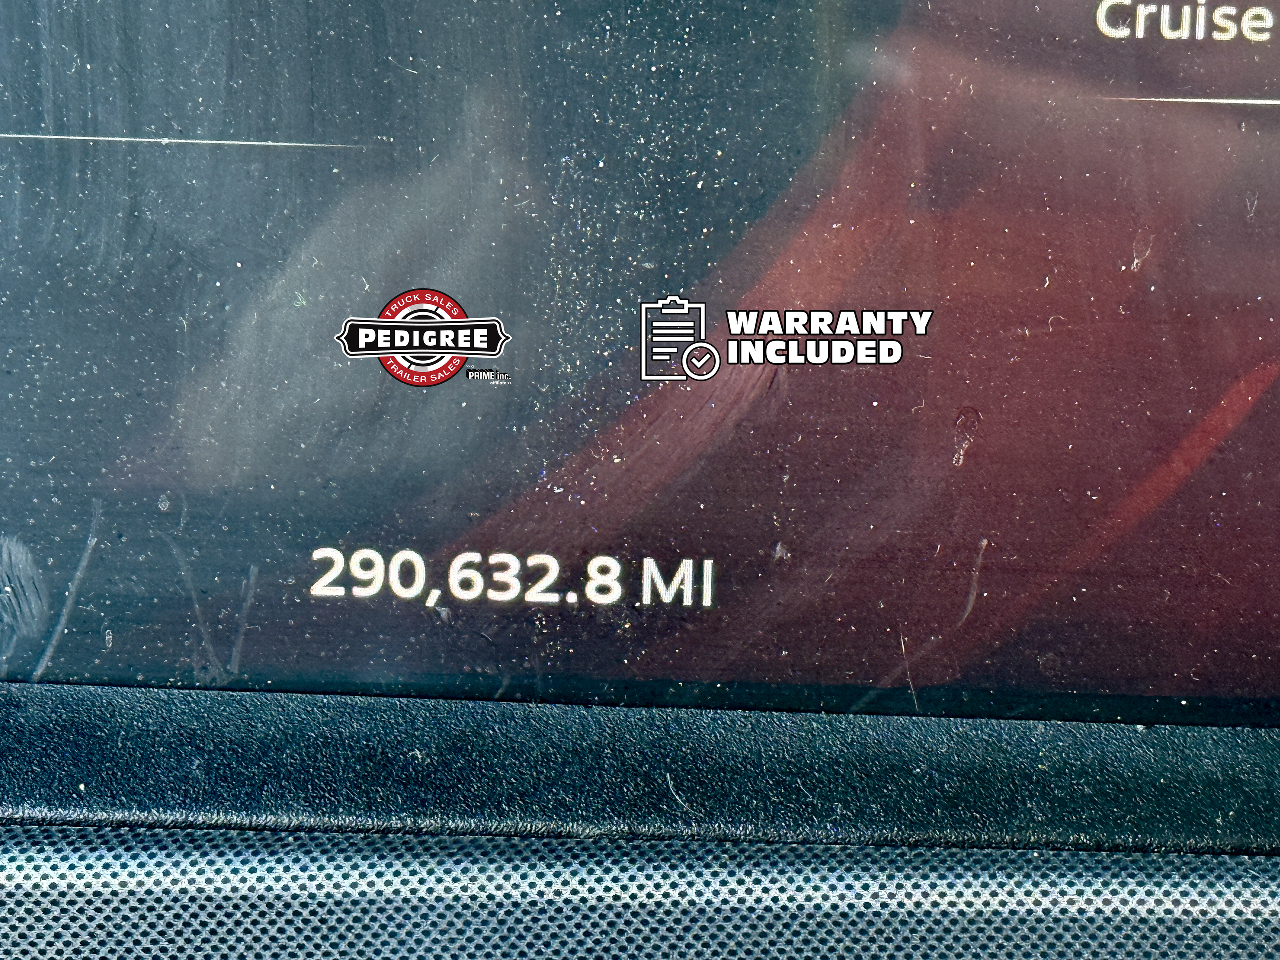 Cruise
TRUCK SALES
PEDIGREE
TRAILER SALES
PRIME inc.
WARRANTY
INCLUDED
290,632.8 MI